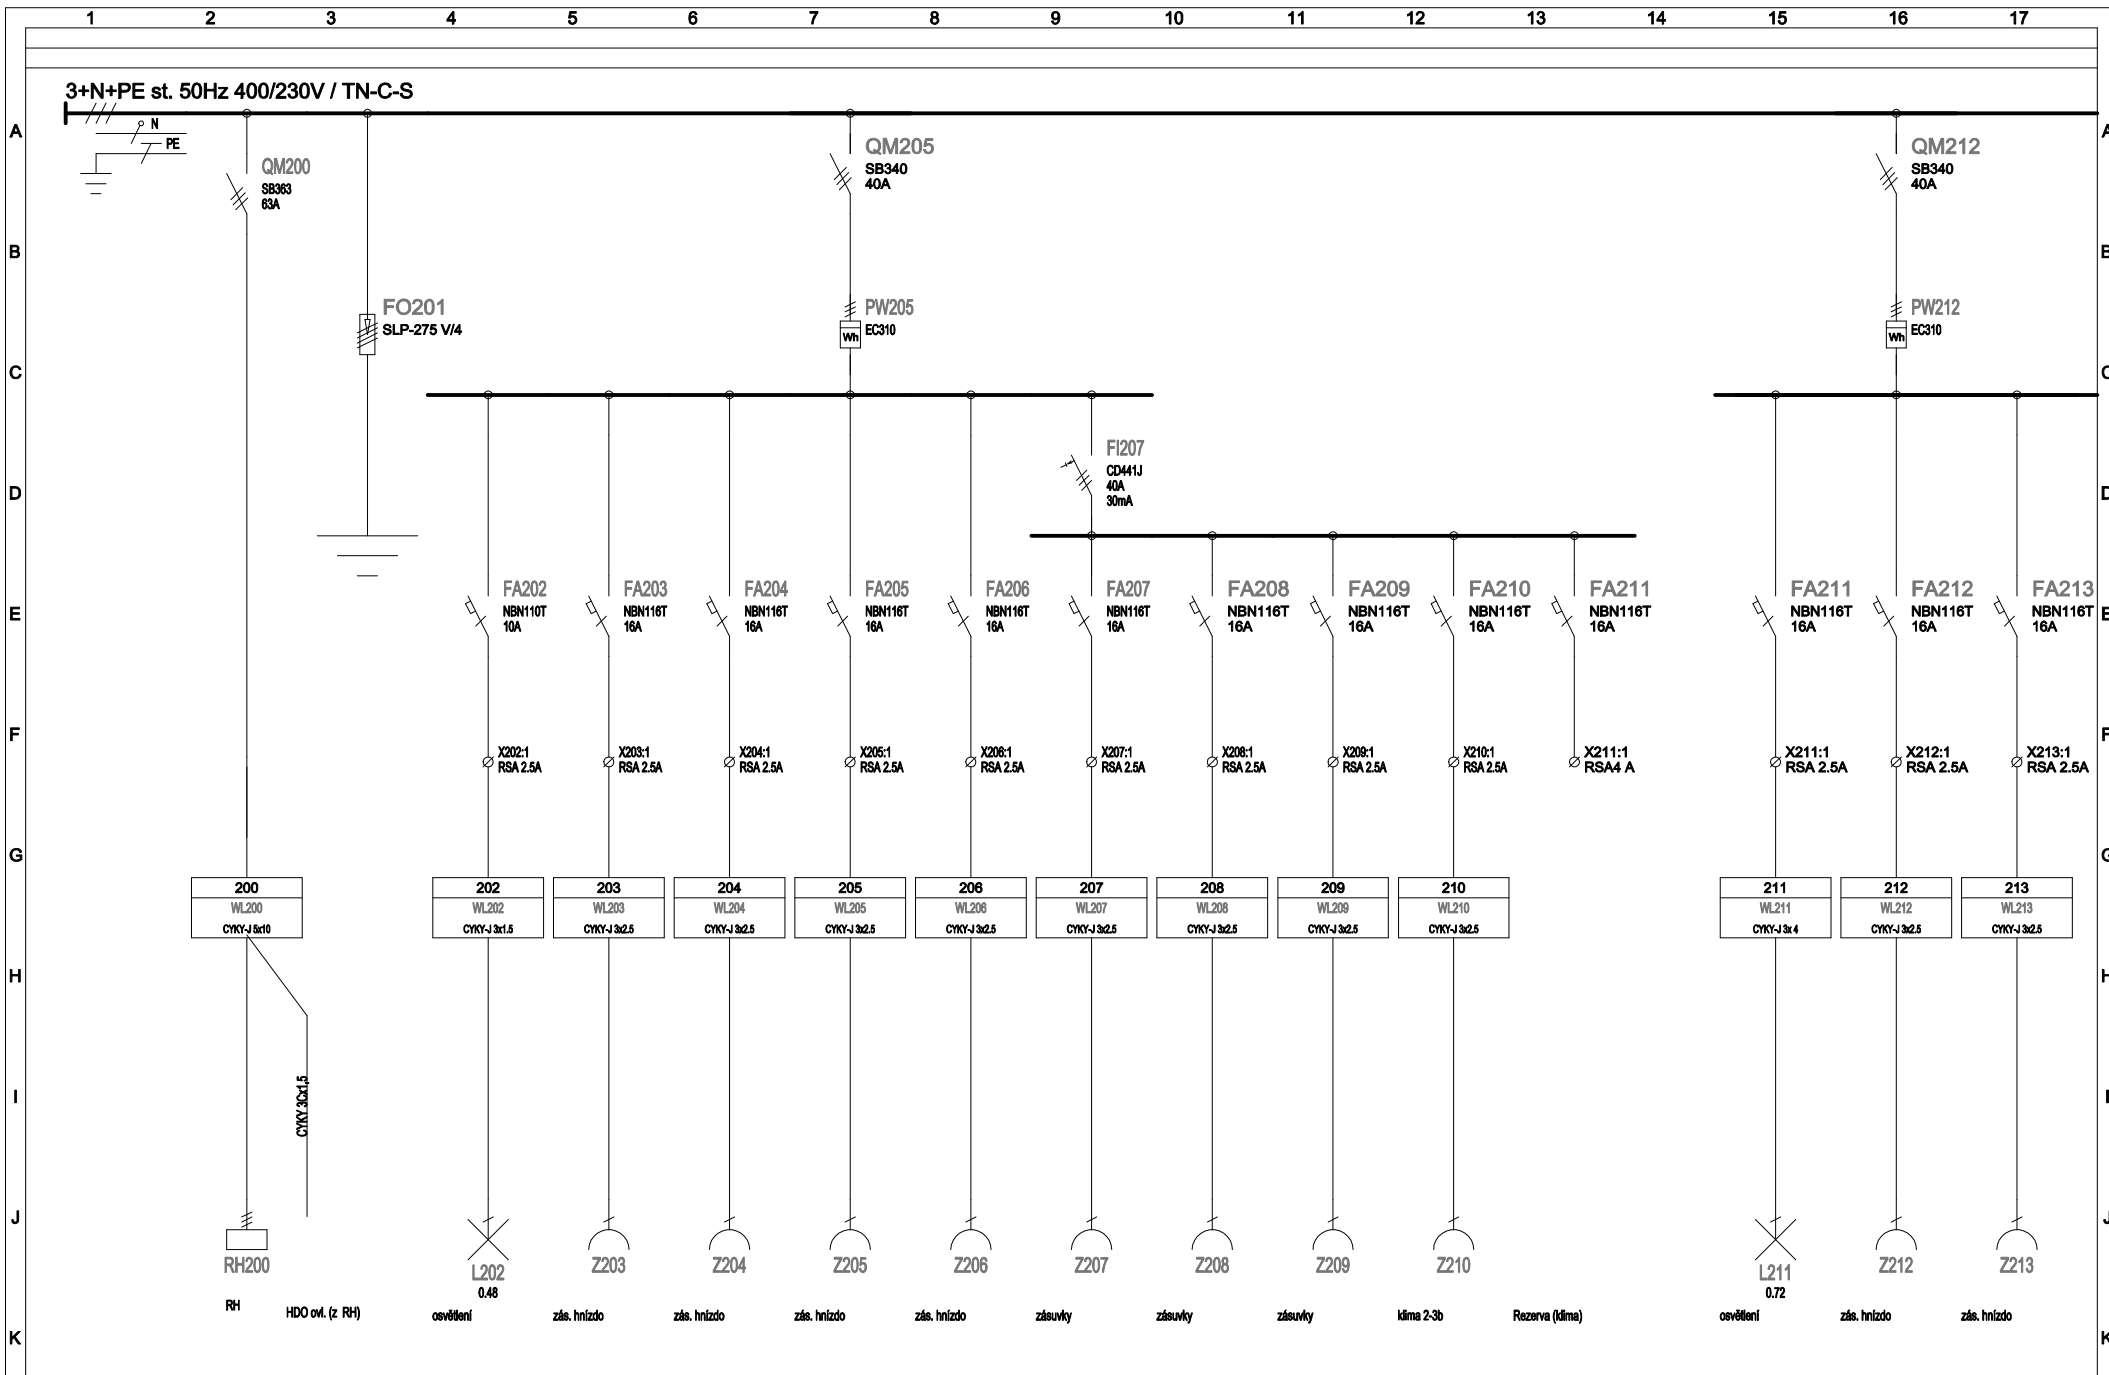 1 2 3 4 5 6 7 8 9 10 11 12 13 14 15 16 17
3+N+PE st. 50Hz 400/230V / TN-C-S
A A
N
PE
QM200
SB363
63A
QM205
SB340
40A
QM212
SB340
40A
B B
FO201
SLP-275 V/4
PW205
EC310
Wh
PW212
EC310
Wh
C C
FI207
CD441J
40A
30mA
D D
FA202 FA203 FA204 FA205 FA206 FA207 FA208 FA209 FA210 FA211 FA211 FA212 FA213
NBN110T NBN116T NBN116T NBN116T NBN116T NBN116T NBN116T NBN116T NBN116T NBN116T NBN116T NBN116T NBN116T
10A 16A 16A 16A 16A 16A 16A 16A 16A 16A 16A 16A 16A
E E
F F
X202:1 X203:1 X204:1 X205:1 X206:1 X207:1 X208:1 X209:1 X210:1 X211:1 X211:1 X212:1 X213:1
RSA 2.5A RSA 2.5A RSA 2.5A RSA 2.5A RSA 2.5A RSA 2.5A RSA 2.5A RSA 2.5A RSA 2.5A RSA4 A RSA 2.5A RSA 2.5A RSA 2.5A
G G
200 202 203 204 205 206 207 208 209 210 211 212 213
WL200 WL202 WL203 WL204 WL205 WL206 WL207 WL208 WL209 WL210 WL211 WL212 WL213
CYKY-J 5x10 CYKY-J 3x1.5 CYKY-J 3x2.5 CYKY-J 3x2.5 CYKY-J 3x2.5 CYKY-J 3x2.5 CYKY-J 3x2.5 CYKY-J 3x2.5 CYKY-J 3x2.5 CYKY-J 3x2.5 CYKY-J 3x 4 CYKY-J 3x2.5 CYKY-J 3x2.5
H H
CYKY 3Cx1,5
I I
J J
RH200 L202 Z203 Z204 Z205 Z206 Z207 Z208 Z209 Z210 L211 Z212 Z213
0.48 0.72
RH HDO ovl. (z RH) osvětlení zás. hnízdo zás. hnízdo zás. hnízdo zás. hnízdo zásuvky zásuvky zásuvky klima 2-3b Rezerva (klima) osvětlení zás. hnízdo zás. hnízdo
K K